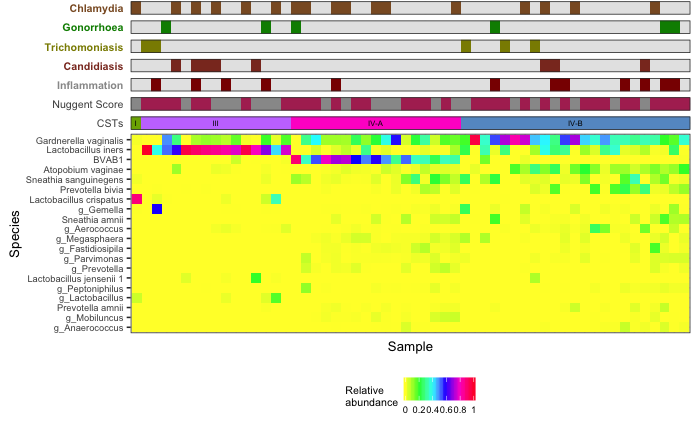 Chlamydia
Gonorrhoea
Trichomoniasis
Candidiasis
Inflammation
Nuggent Score
CSTs
I III IV-A IV-B
Gardnerella vaginalis
Lactobacillus iners
BVAB1
Atopobium vaginae
Sneathia sanguinegens
Prevotella bivia
Lactobacillus crispatus
g_Gemella
Sneathia amnii
g_Aerococcus
g_Megasphaera
g_Fastidiosipila
g_Parvimonas
g_Prevotella
Lactobacillus jensenii 1
g_Peptoniphilus
g_Lactobacillus
Prevotella amnii
g_Mobiluncus
g_Anaerococcus
Species
Sample
Relative
abundance
0 0.20.40.60.8 1